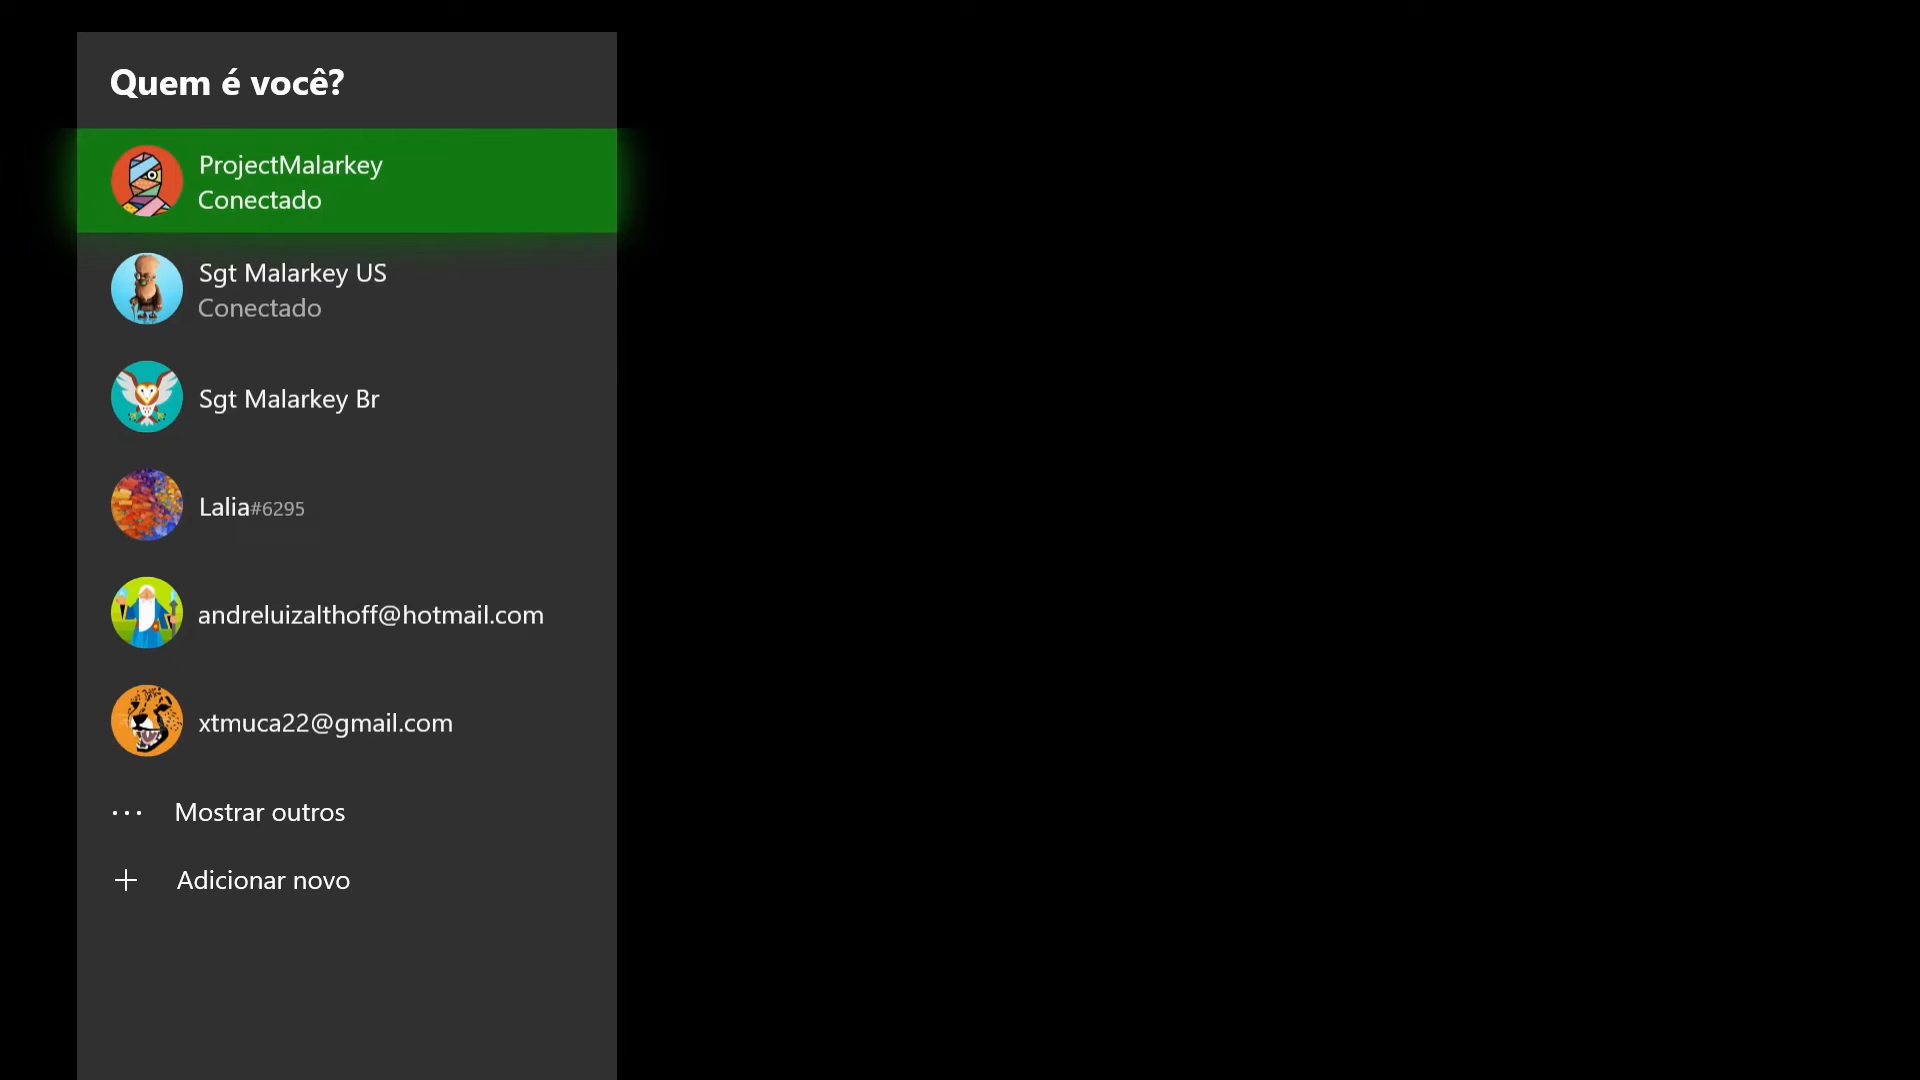 Quem é você?
ProjectMalarkey
Conectado
Sgt Malarkey US
Conectado
Sgt Malarkey Br
Lalia#6295
andreluizalthoff@hotmail.com
xtmuca22@gmail.com
Mostrar outros
Adicionar novo